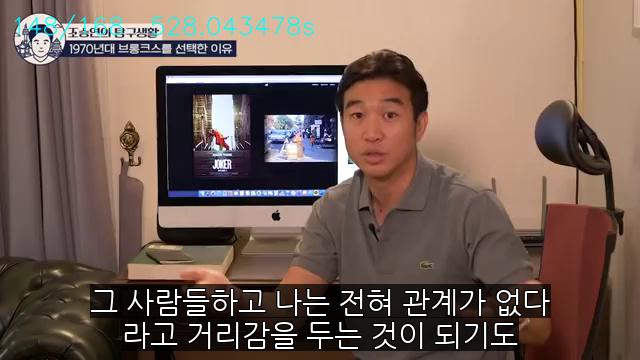 148/168, 528.043478s
조승연의 탐구생활
1970년대 브롱크스를 선택한 이유
JOKER
그 사람들하고 나는 전혀 관계가 없다
라고 거리감을 두는 것이 되기도